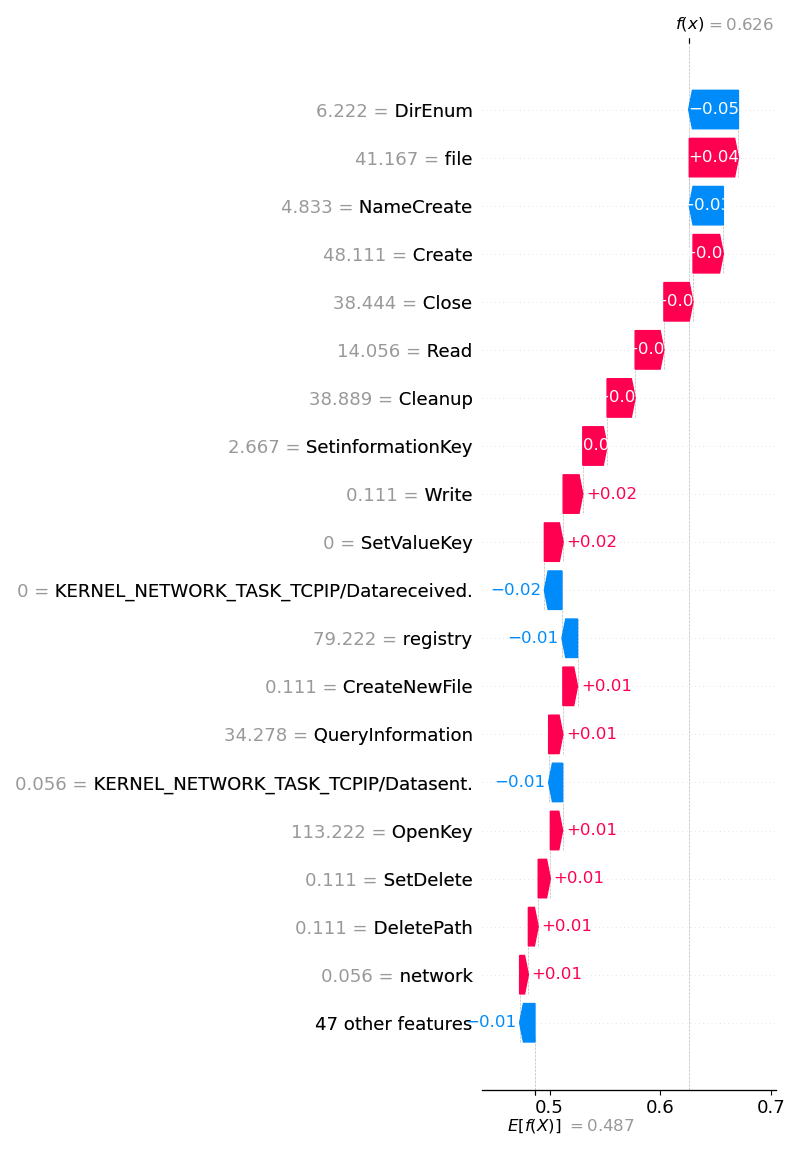 f(x) = 0.626
6.222 = DirEnum −0.05
41.167 = file +0.04
4.833 = NameCreate
48.111 = Create
38.444 = Close
14.056 = Read
38.889 = Cleanup
2.667 = SetinformationKey
0.111 = Write +0.02
0 = SetValueKey +0.02
0 = KERNEL_NETWORK_TASK_TCPIP/Datareceived. −0.02
79.222 = registry −0.01
0.111 = CreateNewFile +0.01
34.278 = QueryInformation +0.01
0.056 = KERNEL_NETWORK_TASK_TCPIP/Datasent. −0.01
113.222 = OpenKey +0.01
0.111 = SetDelete +0.01
0.111 = DeletePath +0.01
0.056 = network +0.01
47 other features −0.01
0.5 0.6 0.7
E[f(X)] = 0.487